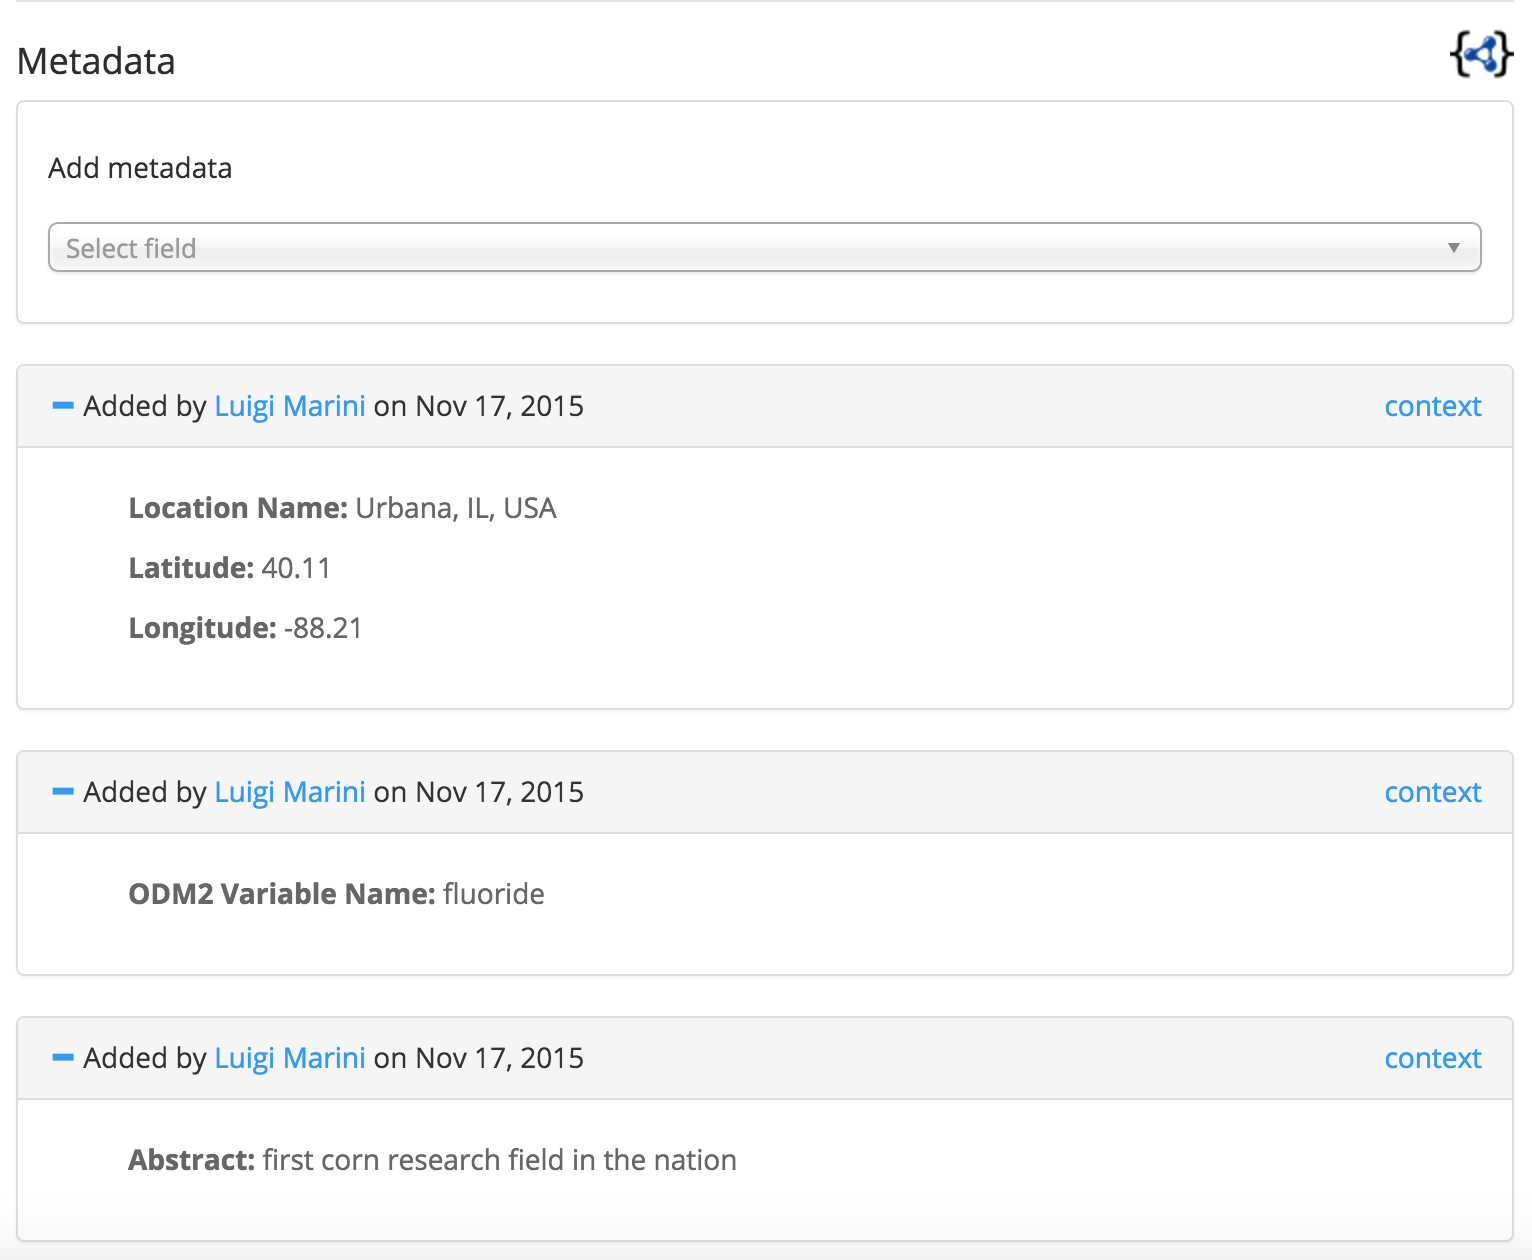 Metadata
Add metadata
Select field
Added by Luigi Marini on Nov 17, 2015 context
Location Name: Urbana, IL, USA
Latitude: 40.11
Longitude: -88.21
Added by Luigi Marini on Nov 17, 2015 context
ODM2 Variable Name: fluoride
Added by Luigi Marini on Nov 17, 2015 context
Abstract: first corn research field in the nation